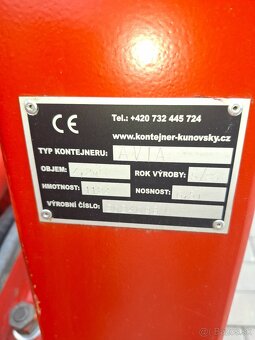 CE
Tel.: +420 732 445 724
www.kontejner-kunovsky.cz
TYP KONTEJNERU: AVIA
OBJEM:
ROK VÝROBY:
HMOTNOST:
NOSNOST:
VÝROBNÍ ČÍSLO: